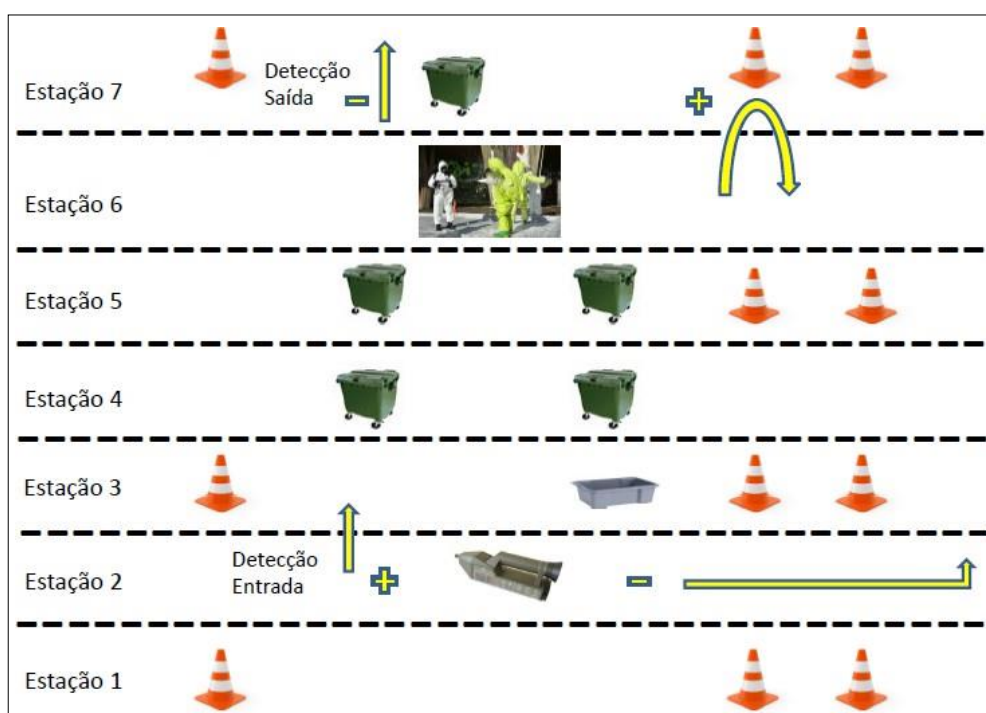 Estação 7
Detecção
Saída
−
+
Estação 6
Estação 5
Estação 4
Estação 3
Estação 2
Detecção
Entrada
+
−
Estação 1